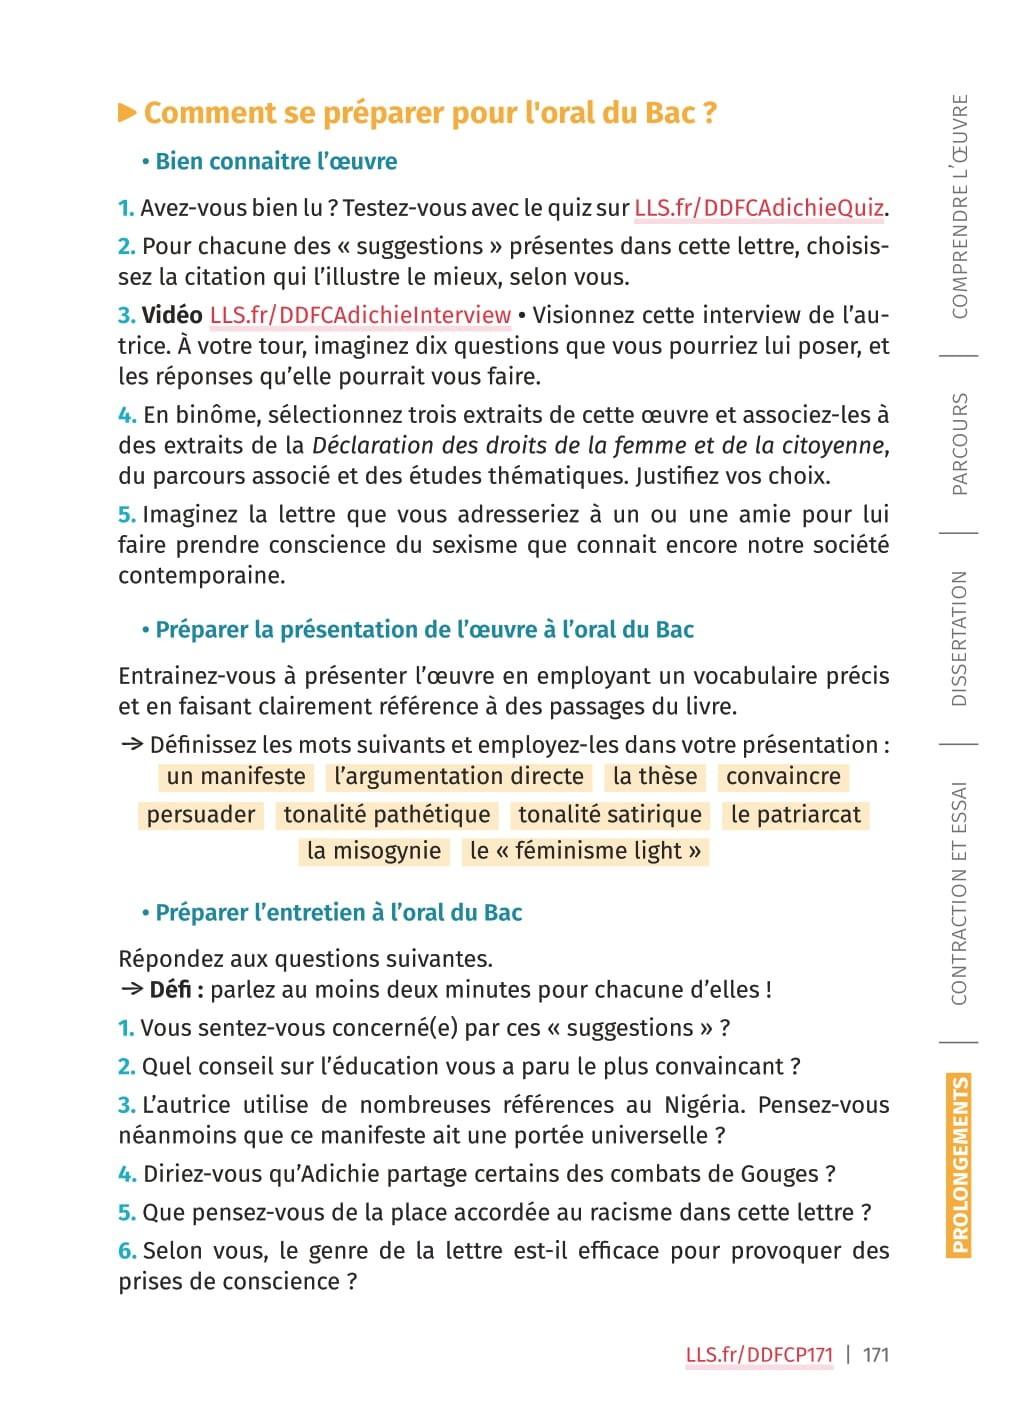 ▶ Comment se préparer pour l'oral du Bac ?
• Bien connaitre l’œuvre
1. Avez-vous bien lu ? Testez-vous avec le quiz sur LLS.fr/DDFCAdichieQuiz.
2. Pour chacune des « suggestions » présentes dans cette lettre, choisis-
sez la citation qui l’illustre le mieux, selon vous.
3. Vidéo LLS.fr/DDFCAdichieInterview • Visionnez cette interview de l’au-
trice. À votre tour, imaginez dix questions que vous pourriez lui poser, et
les réponses qu’elle pourrait vous faire.
4. En binôme, sélectionnez trois extraits de cette œuvre et associez-les à
des extraits de la Déclaration des droits de la femme et de la citoyenne,
du parcours associé et des études thématiques. Justifiez vos choix.
5. Imaginez la lettre que vous adresseriez à un ou une amie pour lui
faire prendre conscience du sexisme que connait encore notre société
contemporaine.
• Préparer la présentation de l’œuvre à l’oral du Bac
Entrainez-vous à présenter l’œuvre en employant un vocabulaire précis
et en faisant clairement référence à des passages du livre.
→ Définissez les mots suivants et employez-les dans votre présentation :
un manifeste l’argumentation directe la thèse convaincre
persuader tonalité pathétique tonalité satirique le patriarcat
la misogynie le « féminisme light »
• Préparer l’entretien à l’oral du Bac
Répondez aux questions suivantes.
→ Défi : parlez au moins deux minutes pour chacune d’elles !
1. Vous sentez-vous concerné(e) par ces « suggestions » ?
2. Quel conseil sur l’éducation vous a paru le plus convaincant ?
3. L’autrice utilise de nombreuses références au Nigéria. Pensez-vous
néanmoins que ce manifeste ait une portée universelle ?
4. Diriez-vous qu’Adichie partage certains des combats de Gouges ?
5. Que pensez-vous de la place accordée au racisme dans cette lettre ?
6. Selon vous, le genre de la lettre est-il efficace pour provoquer des
prises de conscience ?
LLS.fr/DDFCP171 | 171
COMPRENDRE L’ŒUVRE
PARCOURS
DISSERTATION
CONTRACTION ET ESSAI
PROLONGEMENTS